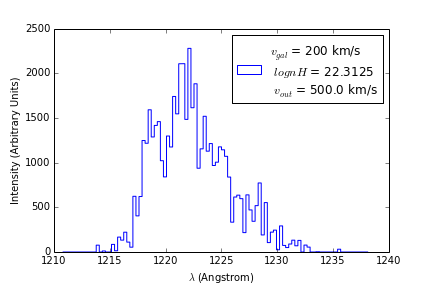 2500
2000
1500
1000
500
0
Intensity (Arbitrary Units)
v_gal = 200 km/s
lognH = 22.3125
v_out = 500.0 km/s
1210 1215 1220 1225 1230 1235 1240
λ (Angstrom)